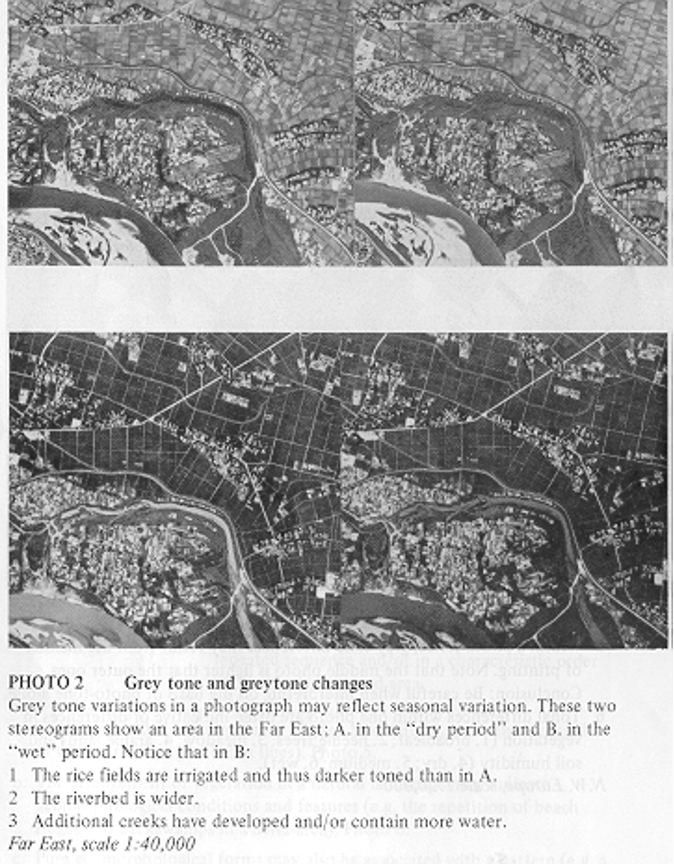 PHOTO 2 Grey tone and greytone changes
Grey tone variations in a photograph may reflect seasonal variation. These two
stereograms show an area in the Far East; A. in the “dry period” and B. in the
“wet” period. Notice that in B:
1 The rice fields are irrigated and thus darker toned than in A.
2 The riverbed is wider.
3 Additional creeks have developed and/or contain more water.
Far East, scale 1:40,000